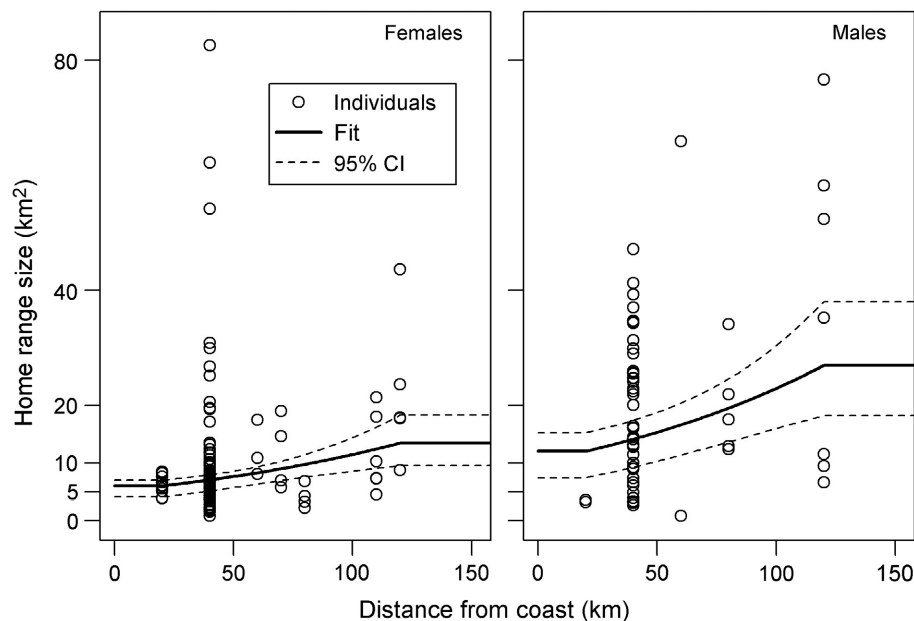 Females
Males
Individuals
Fit
95% CI
Home range size (km²)
80
40
20
10
5
0
0
50
100
150
0
50
100
150
Distance from coast (km)